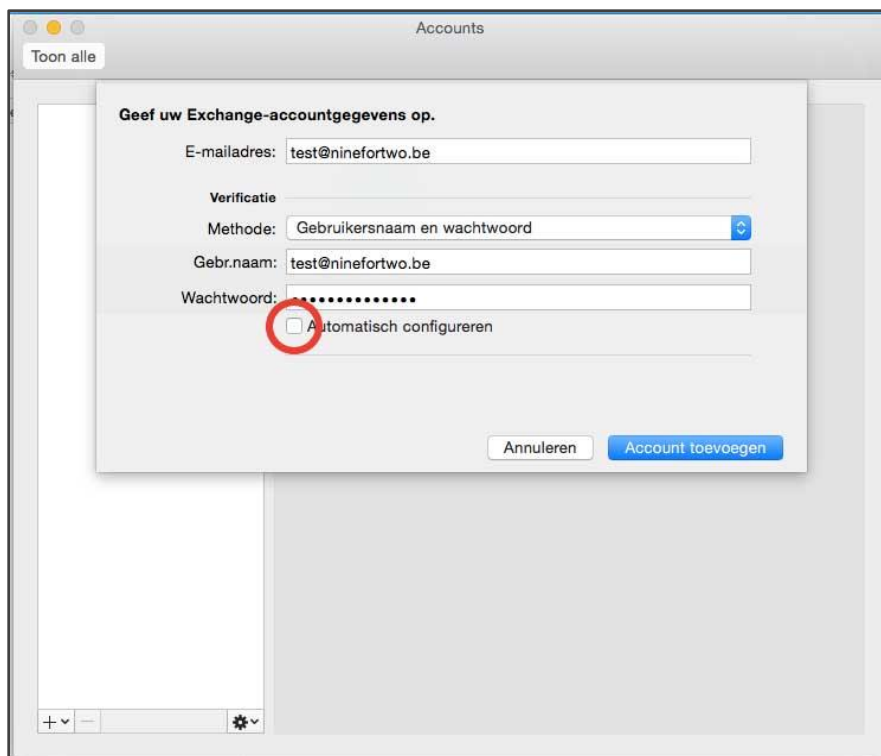 Accounts
Toon alle
Geef uw Exchange-accountgegevens op.
E-mailadres: test@ninefortwo.be
Verificatie
Methode: Gebruikersnaam en wachtwoord
Gebr.naam: test@ninefortwo.be
Wachtwoord: ••••••••••••••
Automatisch configureren
Annuleren Account toevoegen